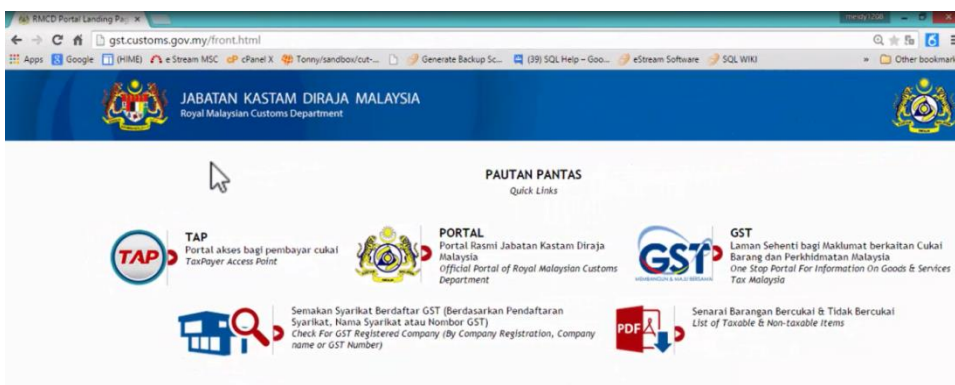 RMCD Portal Landing Pag
mendy1208
gst.customs.gov.my/front.html
Apps Google (HIME) e Stream MSC cPanel X Tonny/sandbox/cut-... Generate Backup Sc... (39) SQL Help – Goo... eStream Software SQL WIKI » Other bookmark
JABATAN KASTAM DIRAJA MALAYSIA
Royal Malaysian Customs Department
PAUTAN PANTAS
Quick Links
TAP
TAP
Portal akses bagi pembayar cukai
TaxPayer Access Point
PORTAL
Portal Rasmi Jabatan Kastam Diraja
Malaysia
Official Portal of Royal Malaysian Customs
Department
GST
GST
Laman Sehenti bagi Maklumat berkaitan Cukai
Barang dan Perkhidmatan Malaysia
One Stop Portal For Information On Goods & Services
Tax Malaysia
Semakan Syarikat Berdaftar GST (Berdasarkan Pendaftaran
Syarikat, Nama Syarikat atau Nombor GST)
Check For GST Registered Company (By Company Registration, Company
name or GST Number)
PDF
Senarai Barangan Bercukai & Tidak Bercukai
List of Taxable & Non-taxable Items